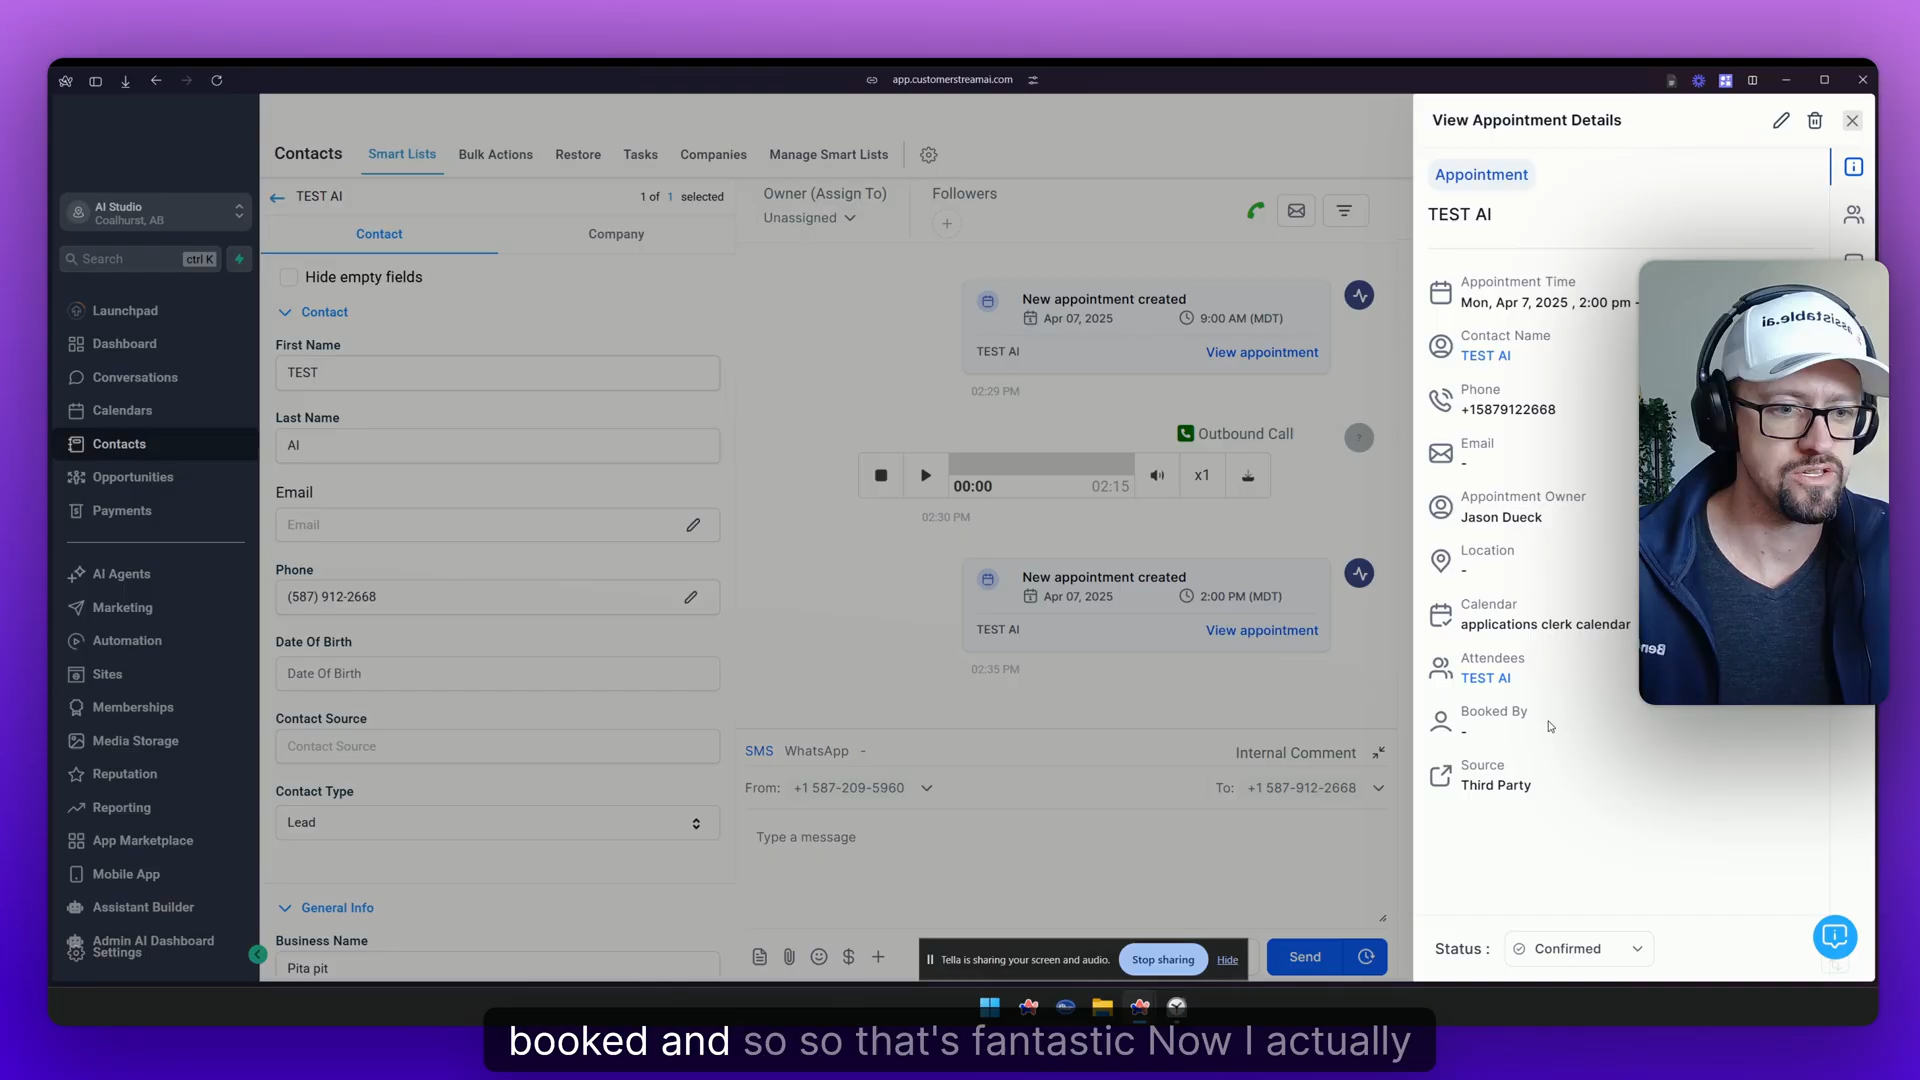 app.customerstreamai.com
AI Studio
Coalhurst, AB
Search
ctrl K
Launchpad
Dashboard
Conversations
Calendars
Contacts
Opportunities
Payments
AI Agents
Marketing
Automation
Sites
Memberships
Media Storage
Reputation
Reporting
App Marketplace
Mobile App
Assistant Builder
Admin AI Dashboard
Settings
Contacts
Smart Lists
Bulk Actions
Restore
Tasks
Companies
Manage Smart Lists
TEST AI
1 of 1 selected
Contact
Company
Hide empty fields
Contact
First Name
TEST
Last Name
AI
Email
Email
Phone
(587) 912-2668
Date Of Birth
Date Of Birth
Contact Source
Contact Source
Contact Type
Lead
General Info
Business Name
Pita pit
Owner (Assign To)
Unassigned
Followers
New appointment created
Apr 07, 2025
9:00 AM (MDT)
TEST AI
View appointment
02:29 PM
Outbound Call
?
00:00
02:15
x1
02:30 PM
New appointment created
Apr 07, 2025
2:00 PM (MDT)
TEST AI
View appointment
02:35 PM
SMS
WhatsApp
-
Internal Comment
From: +1 587-209-5960
To: +1 587-912-2668
Type a message
Send
Tella is sharing your screen and audio.
Stop sharing
Hide
View Appointment Details
Appointment
TEST AI
Appointment Time
Mon, Apr 7, 2025 , 2:00 pm -
Contact Name
TEST AI
Phone
+15879122668
Email
-
Appointment Owner
Jason Dueck
Location
-
Calendar
applications clerk calendar
Attendees
TEST AI
Booked By
-
Source
Third Party
Status :
Confirmed
assistable.ai
Ben
booked and so so that's fantastic Now I actually